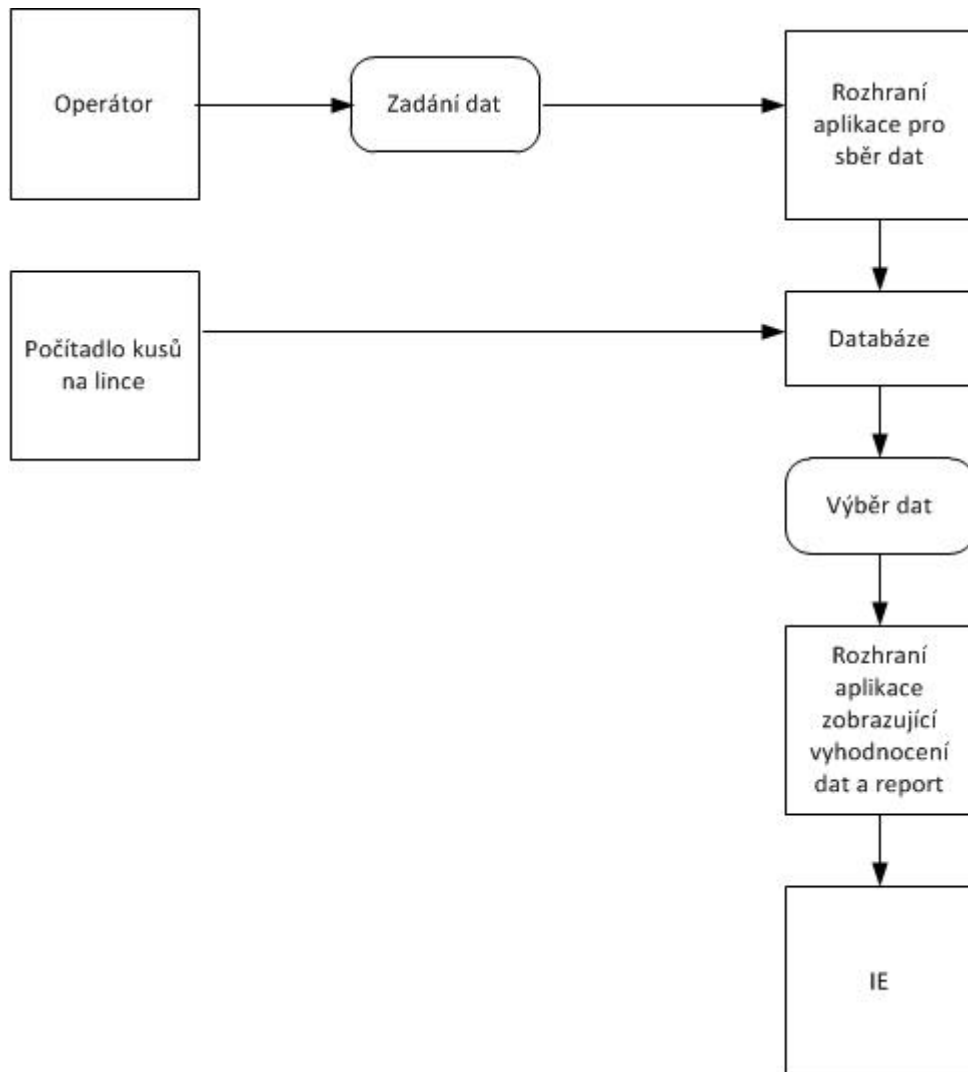 Operátor
Zadání dat
Rozhraní
aplikace pro
sběr dat
Počítadlo kusů
na lince
Databáze
Výběr dat
Rozhraní
aplikace
zobrazující
vyhodnocení
dat a report
IE